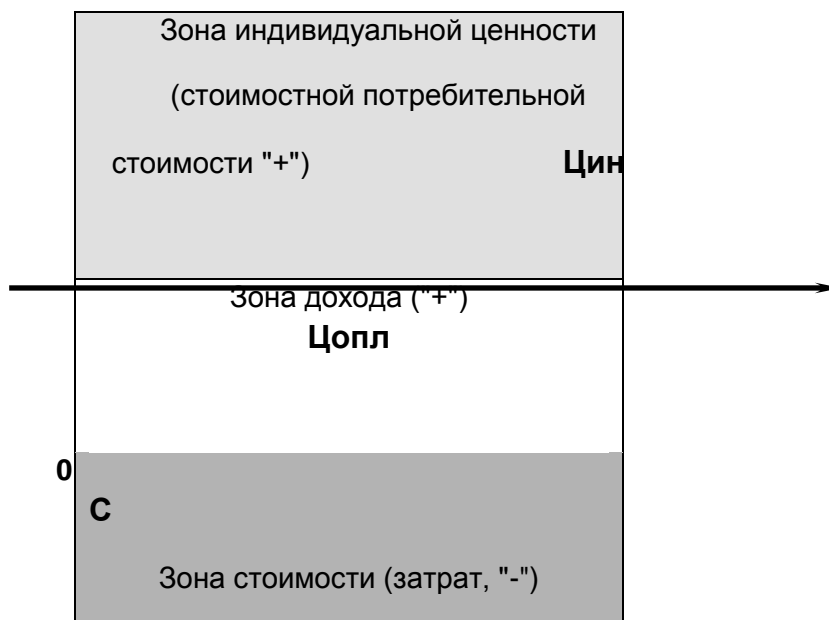 Зона индивидуальной ценности
(стоимостной потребительной
стоимости "+") Цин
Зона дохода ("+")
Цопл
0
С
Зона стоимости (затрат, "-")